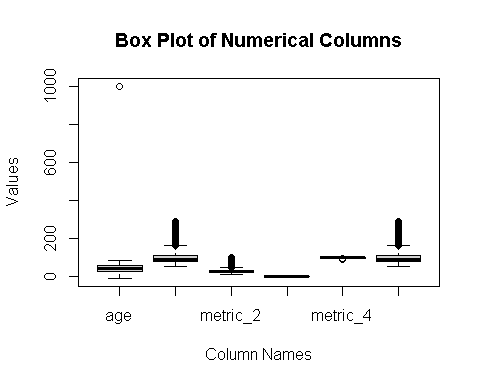 Box Plot of Numerical Columns
1000
600
200
0
Values
age metric_2 metric_4
Column Names